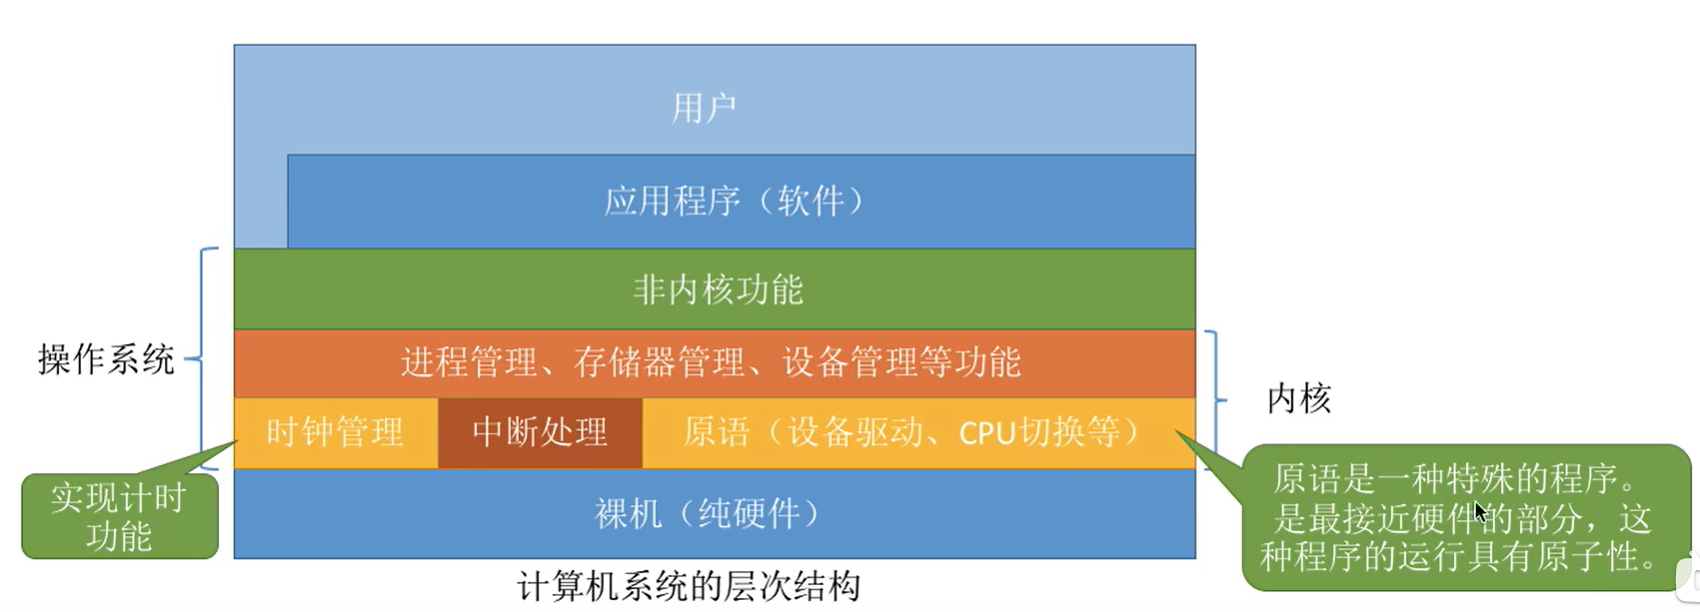 用户
应用程序（软件）
非内核功能
操作系统
进程管理、存储器管理、设备管理等功能
内核
时钟管理
中断处理
原语（设备驱动、CPU切换等）
实现计时
功能
原语是一种特殊的程序。
是最接近硬件的部分，这
种程序的运行具有原子性。
裸机（纯硬件）
计算机系统的层次结构